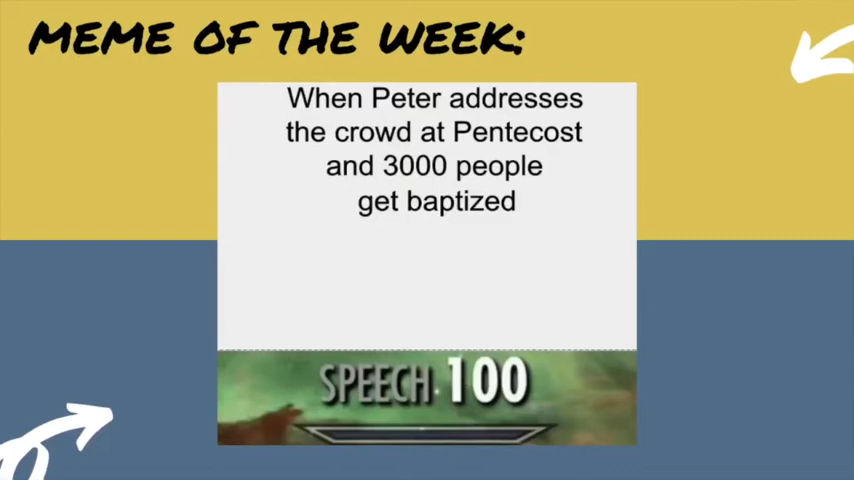 MEME OF THE WEEK:
When Peter addresses
the crowd at Pentecost
and 3000 people
get baptized
SPEECH 100